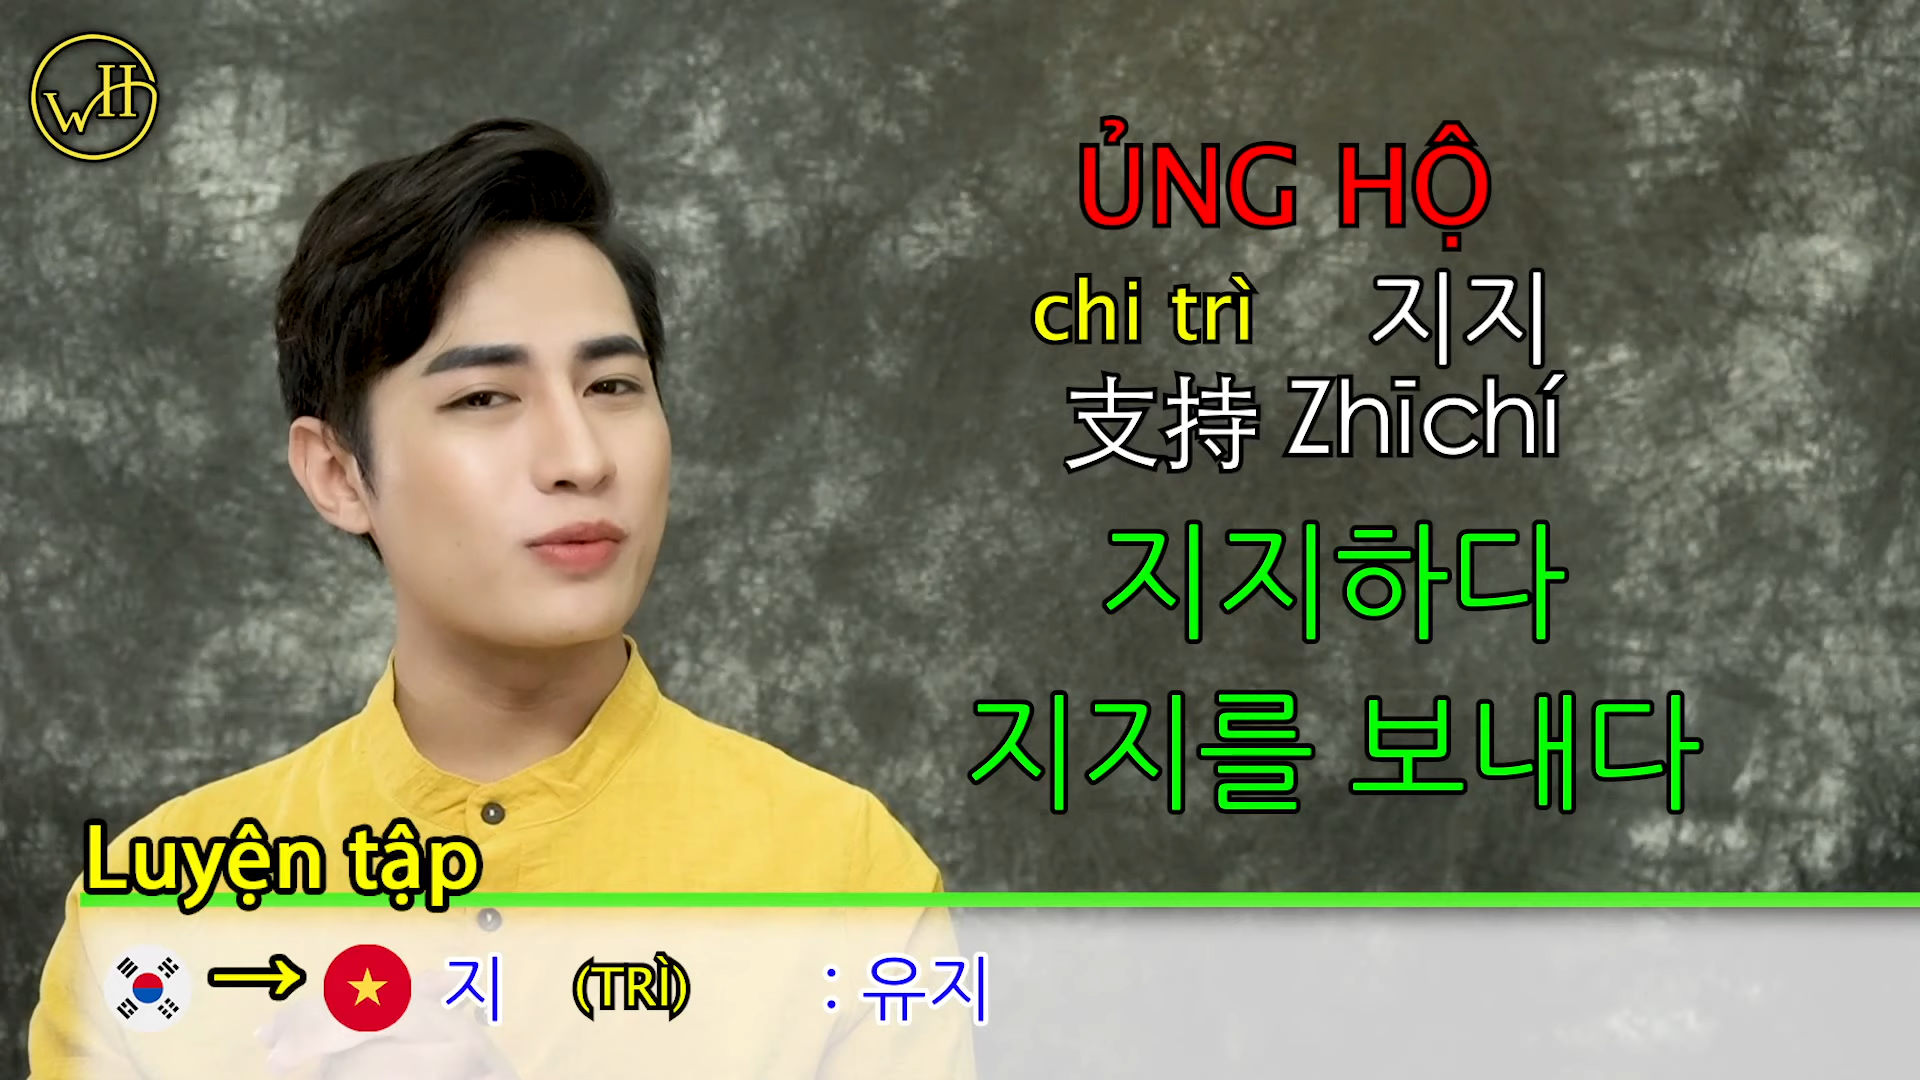 WH
ỦNG HỘ
chi trì 지지
支持 Zhīchí
지지하다
지지를 보내다
Luyện tập
→ 지 (TRÌ) : 유지